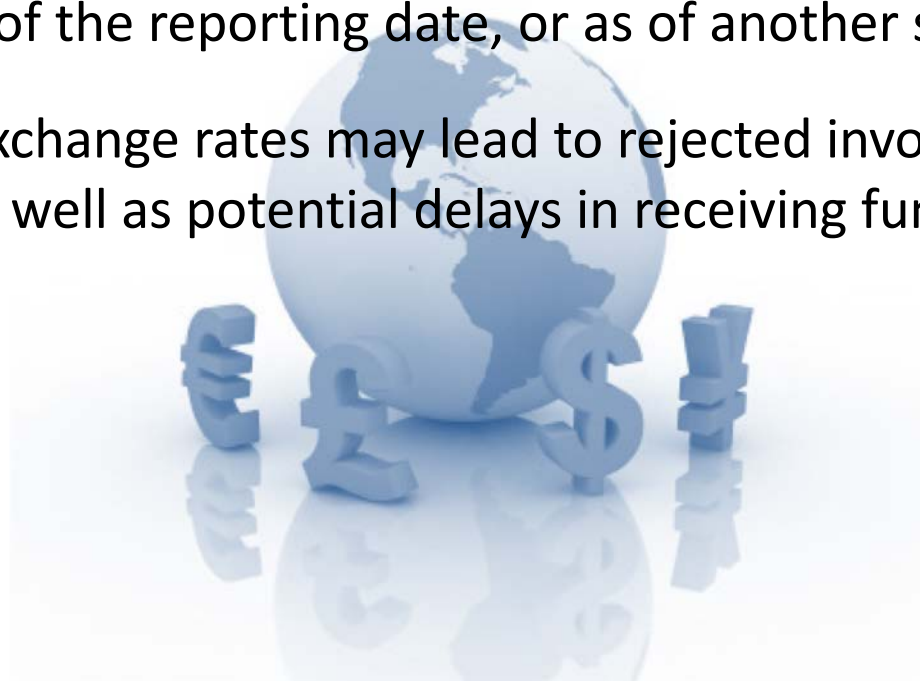 of the reporting date, or as of another
xchange rates may lead to rejected invo
well as potential delays in receiving fu
€ £ $ ¥